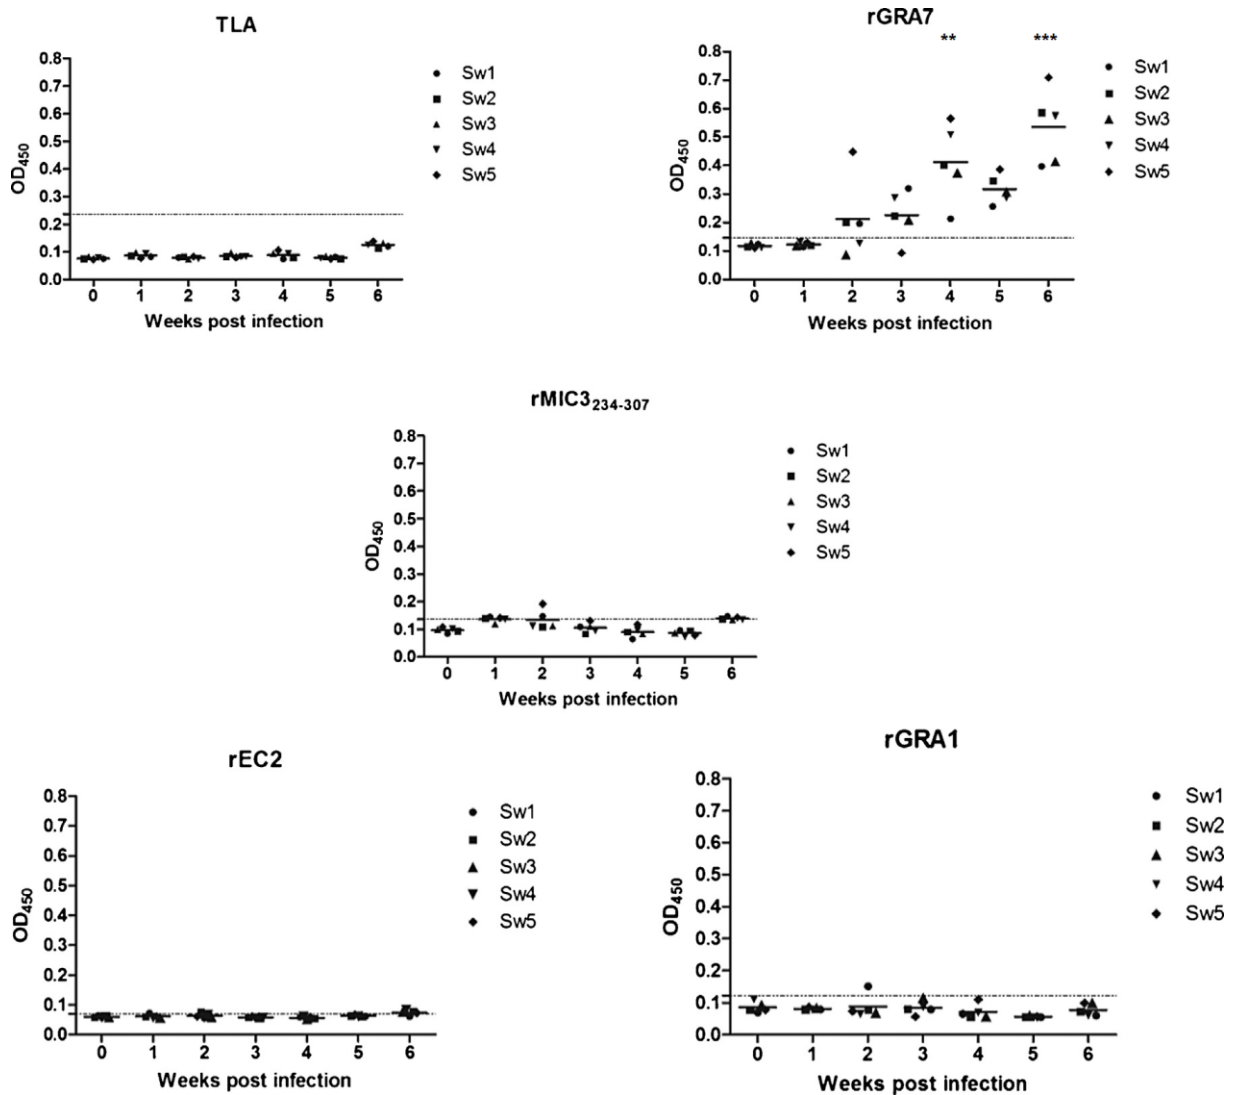 TLA
0.8
0.7
0.6
0.5
0.4
0.3
0.2
0.1
0.0
OD450
0 1 2 3 4 5 6
Weeks post infection
Sw1
Sw2
Sw3
Sw4
Sw5
rGRA7
** ***
0.8
0.7
0.6
0.5
0.4
0.3
0.2
0.1
0.0
OD450
0 1 2 3 4 5 6
Weeks post infection
Sw1
Sw2
Sw3
Sw4
Sw5
rMIC3234-307
0.8
0.7
0.6
0.5
0.4
0.3
0.2
0.1
0.0
OD450
0 1 2 3 4 5 6
Weeks post infection
Sw1
Sw2
Sw3
Sw4
Sw5
rEC2
0.8
0.7
0.6
0.5
0.4
0.3
0.2
0.1
0.0
OD450
0 1 2 3 4 5 6
Weeks post infection
Sw1
Sw2
Sw3
Sw4
Sw5
rGRA1
0.8
0.7
0.6
0.5
0.4
0.3
0.2
0.1
0.0
OD450
0 1 2 3 4 5 6
Weeks post infection
Sw1
Sw2
Sw3
Sw4
Sw5